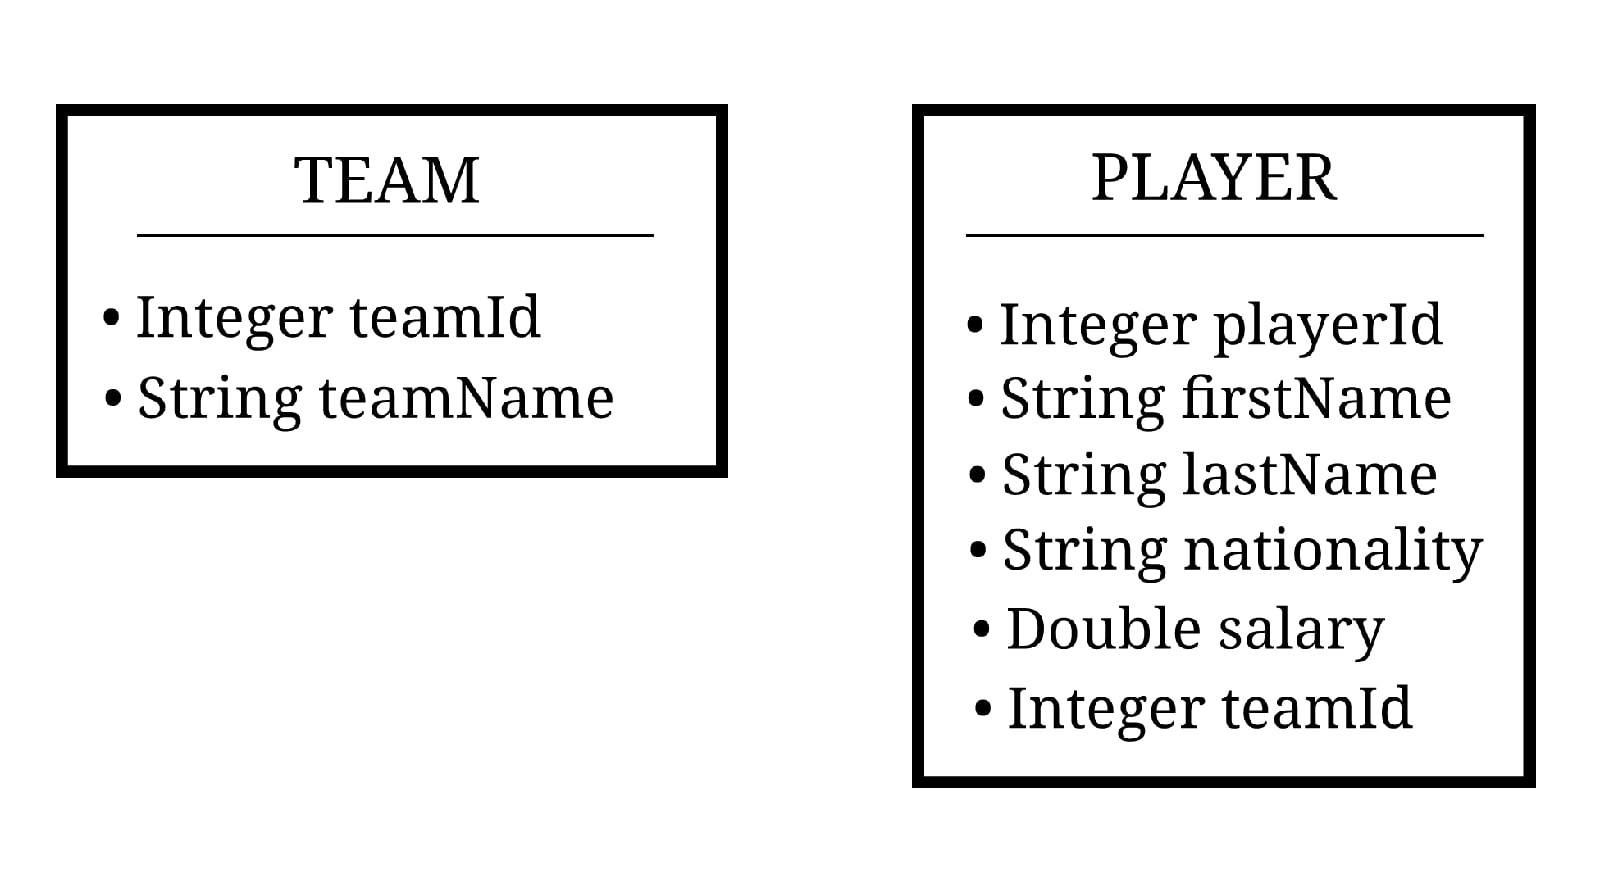 TEAM
• Integer teamId
• String teamName
PLAYER
• Integer playerId
• String firstName
• String lastName
• String nationality
• Double salary
• Integer teamId